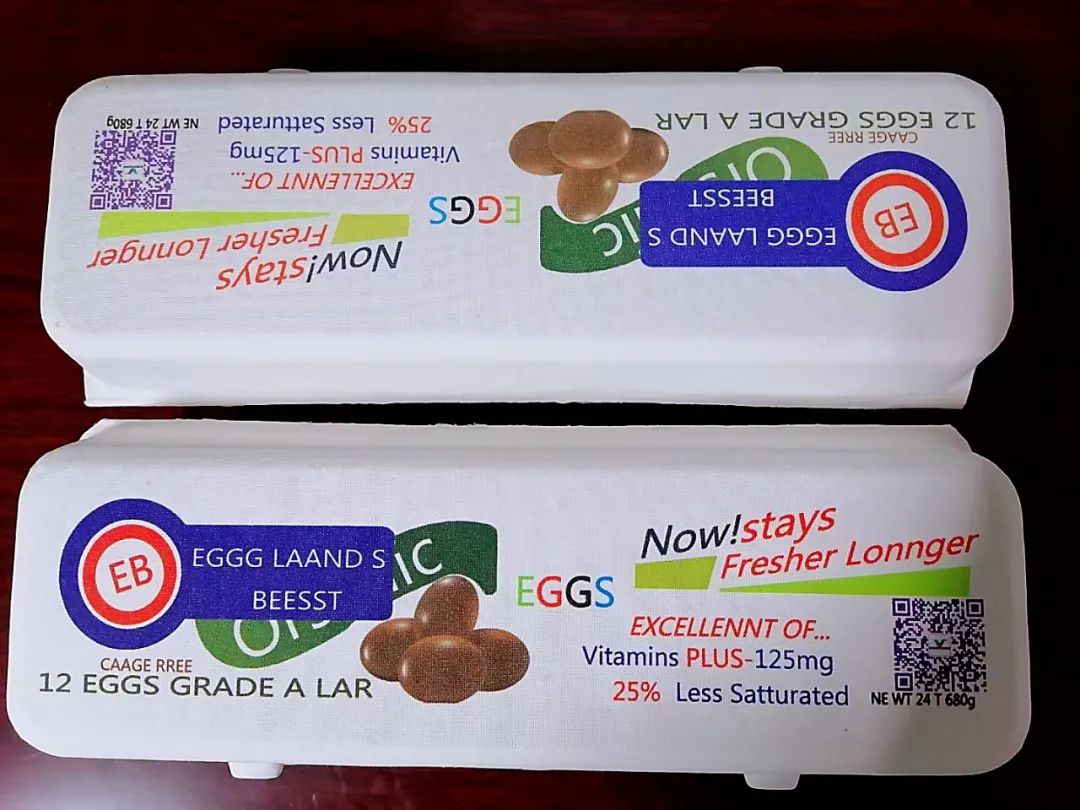 NE WT 24 T 680g
25% Less Satturated
Vitamins PLUS-125mg
EXCELLENNT OF...
Now!stays
Fresher Lonnger
EGGS
12 EGGS GRADE A LAR
CAAGE RREE
EB
EGGG LAAND S
BEESST
EB
EGGG LAAND S
BEESST
CAAGE RREE
12 EGGS GRADE A LAR
EGGS
Now!stays
Fresher Lonnger
EXCELLENNT OF...
Vitamins PLUS-125mg
25% Less Satturated
NE WT 24 T 680g